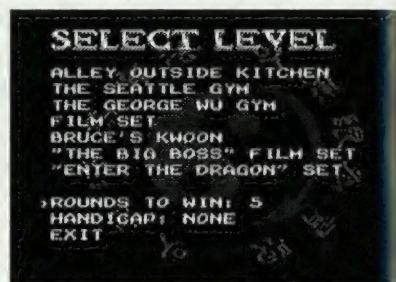 SELECT LEVEL
ALLEY OUTSIDE KITCHEN
THE SEATTLE GYM
THE GEORGE WU GYM
FILM SET
BRUCE'S KWOON
"THE BIG BOSS" FILM SET
"ENTER THE DRAGON" SET
›ROUNDS TO WIN: 5
HANDICAP: NONE
EXIT